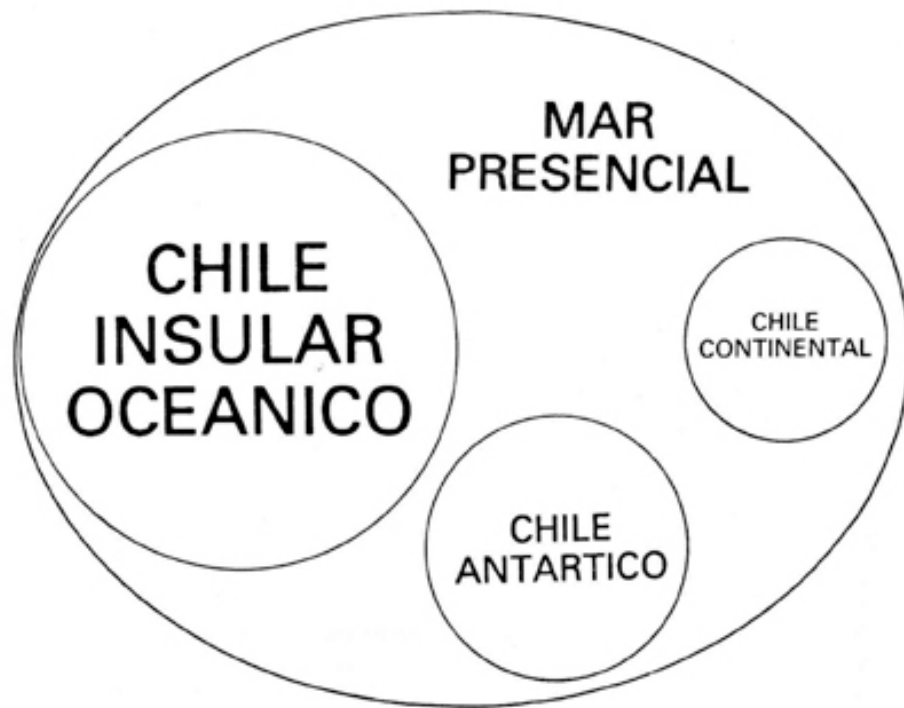 MAR
PRESENCIAL
CHILE
INSULAR
OCEANICO
CHILE
CONTINENTAL
CHILE
ANTARTICO